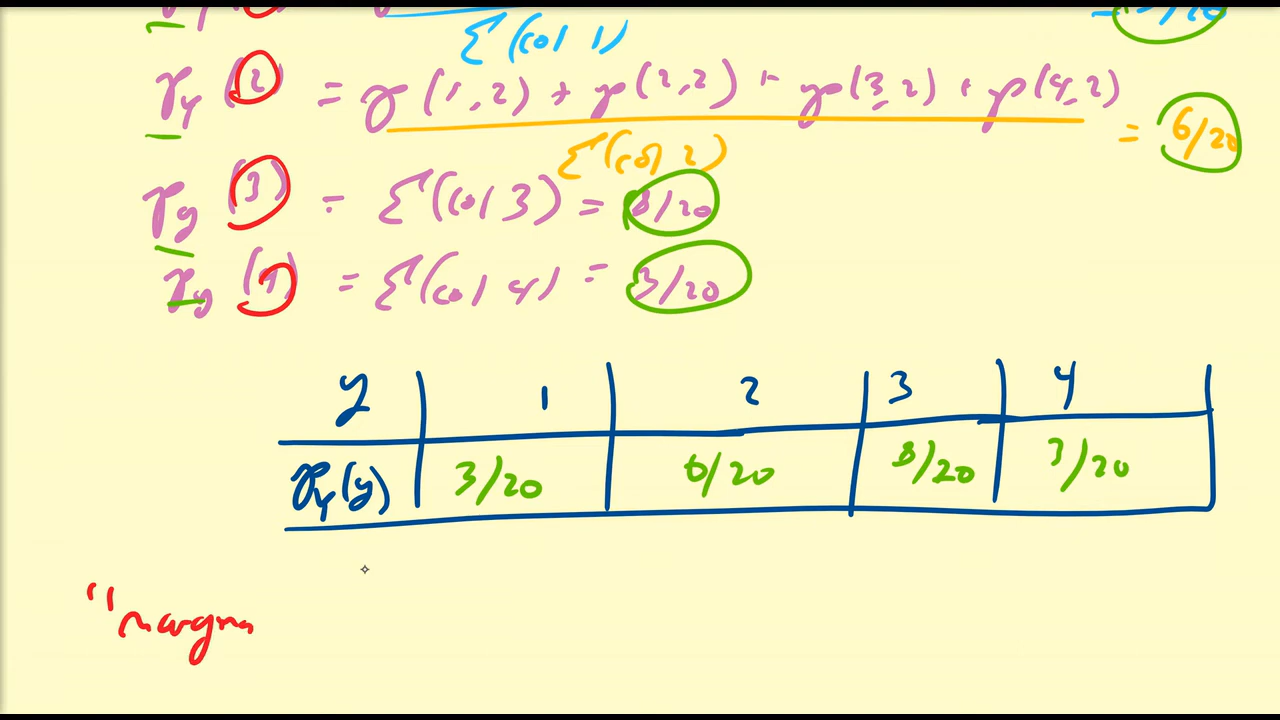 Σ(col 1)
p_Y (2) = p(1,2) + p(2,2) + p(3,2) + p(4,2) = 6/20
Σ(col 2)
p_y (3) = Σ(col 3) = 8/20
p_y (4) = Σ(col 4) = 3/20
y 1 2 3 4
p_Y(y) 3/20 6/20 8/20 3/20
"margin